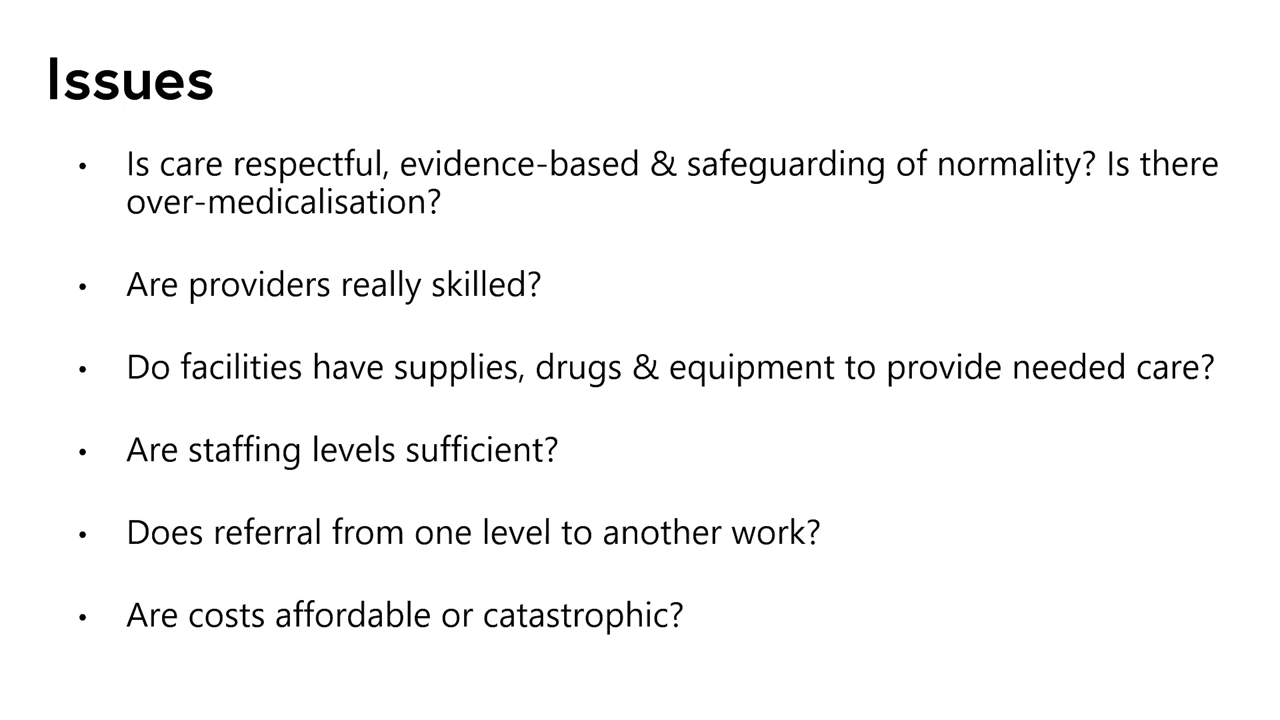 Issues
• Is care respectful, evidence-based & safeguarding of normality? Is there
over-medicalisation?
• Are providers really skilled?
• Do facilities have supplies, drugs & equipment to provide needed care?
• Are staffing levels sufficient?
• Does referral from one level to another work?
• Are costs affordable or catastrophic?